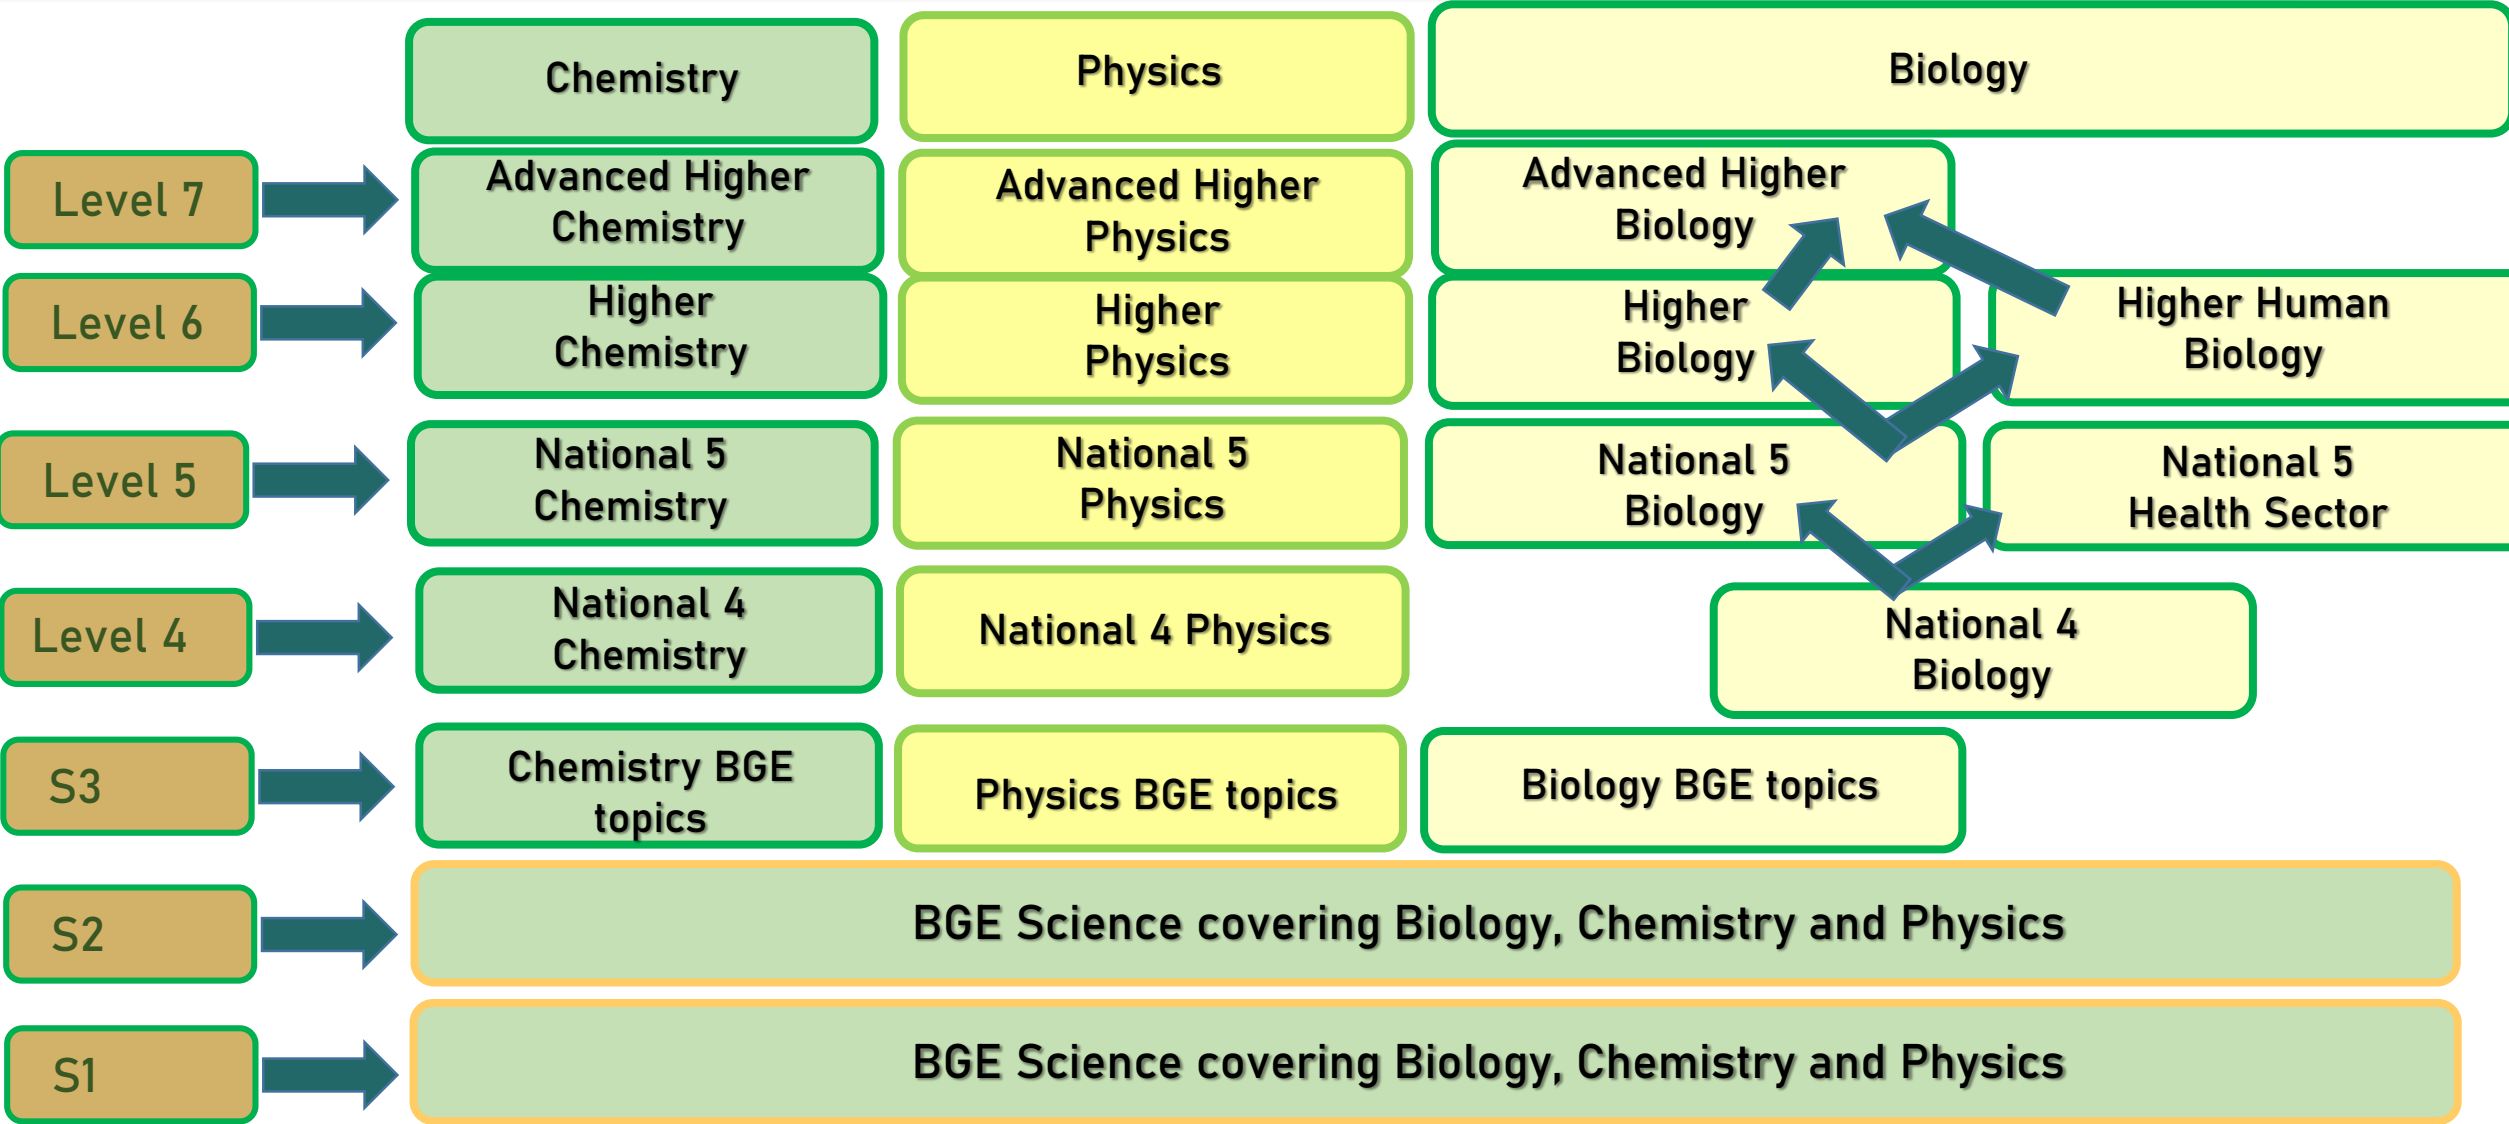 Chemistry
Physics
Biology
Level 7
Advanced Higher
Chemistry
Advanced Higher
Physics
Advanced Higher
Biology
Level 6
Higher
Chemistry
Higher
Physics
Higher
Biology
Higher Human
Biology
Level 5
National 5
Chemistry
National 5
Physics
National 5
Biology
National 5
Health Sector
Level 4
National 4
Chemistry
National 4 Physics
National 4
Biology
S3
Chemistry BGE
topics
Physics BGE topics
Biology BGE topics
S2
BGE Science covering Biology, Chemistry and Physics
S1
BGE Science covering Biology, Chemistry and Physics